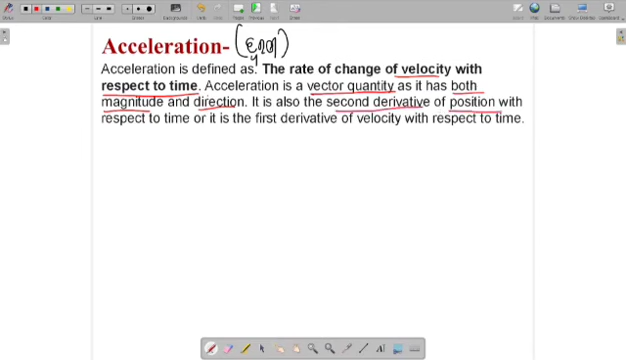 Acceleration-
Acceleration is defined as. The rate of change of velocity with
respect to time. Acceleration is a vector quantity as it has both
magnitude and direction. It is also the second derivative of position with
respect to time or it is the first derivative of velocity with respect to time.